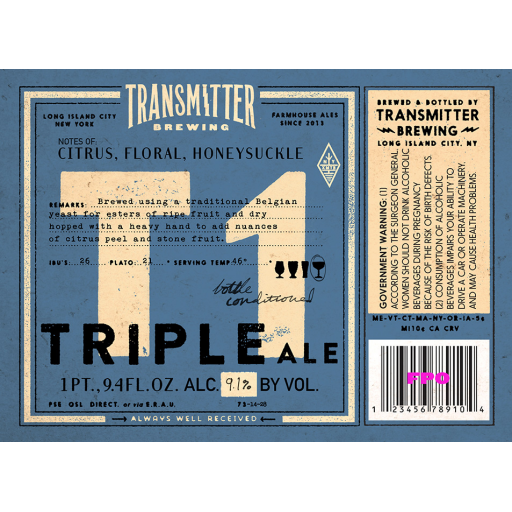 TRANSMITTER
BREWING
LONG ISLAND CITY
NEW YORK
FARMHOUSE ALES
SINCE 2013
NOTES OF
CITRUS, FLORAL, HONEYSUCKLE
T1
REMARKS: Brewed using a traditional Belgian
yeast for esters of ripe fruit and dry
hopped with a heavy hand to add nuances
of citrus peel and stone fruit.
IBU'S: 26 PLATO: 21 * SERVING TEMP 46°
bottle
conditioned
TRIPLE ALE
1 PT., 9.4 FL. OZ. ALC. 9.1% BY VOL.
PSE QSL DIRECT. or via E.R.A.U.
ALWAYS WELL RECEIVED
BREWED & BOTTLED BY
TRANSMITTER
BREWING
LONG ISLAND CITY, NY
GOVERNMENT WARNING: (1)
ACCORDING TO THE SURGEON GENERAL,
WOMEN SHOULD NOT DRINK ALCOHOLIC
BEVERAGES DURING PREGNANCY
BECAUSE OF THE RISK OF BIRTH DEFECTS
(2) CONSUMPTION OF ALCOHOLIC
BEVERAGES IMPAIRS YOUR ABILITY TO
DRIVE A CAR OR OPERATE MACHINERY,
AND MAY CAUSE HEALTH PROBLEMS.
ME-VT-CT-MA-NY-OR-IA-5¢
MI10¢ CA CRV
FPO
1 23456 78910 4